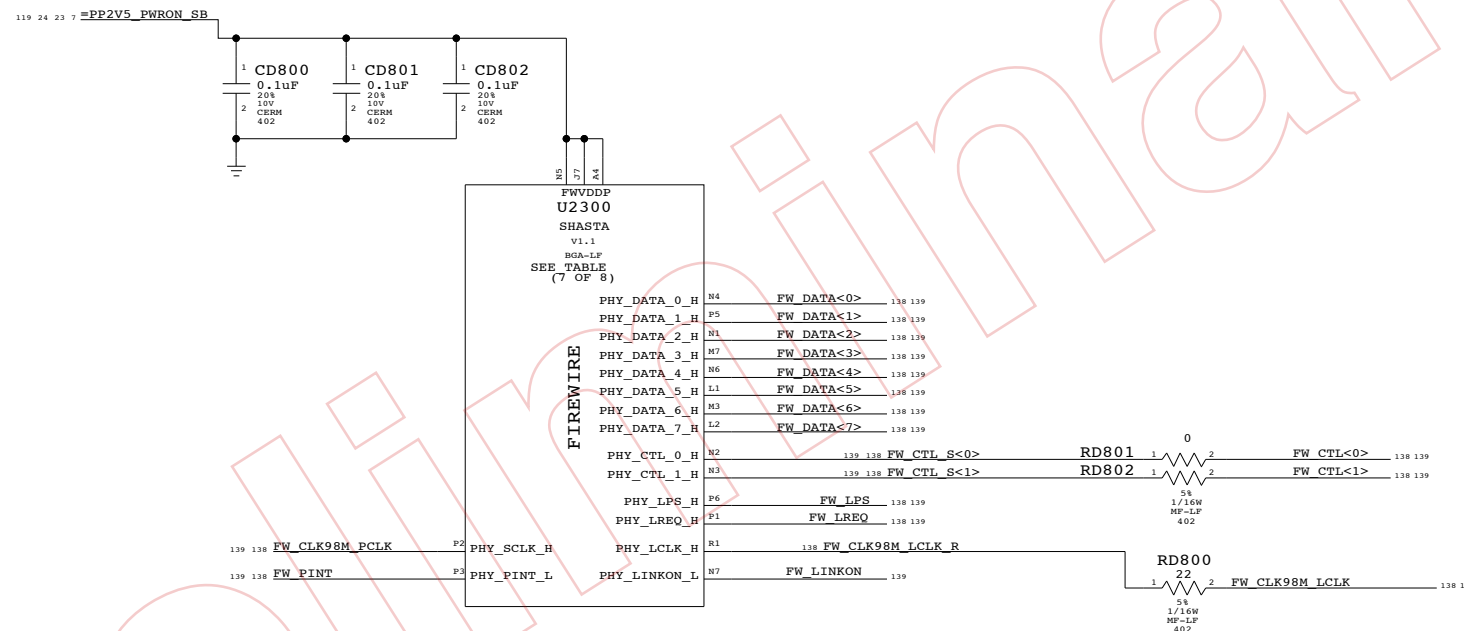 119 24 23 7 =PP2V5_PWRON_SB
1 CD800
0.1uF
20%
10V
2 CERM
402
1 CD801
0.1uF
20%
10V
2 CERM
402
1 CD802
0.1uF
20%
10V
2 CERM
402
N5 J7 A4
FWVDDP
U2300
SHASTA
V1.1
BGA-LF
SEE TABLE
(7 OF 8)
FIREWIRE
PHY_DATA_0_H N4 FW_DATA<0> 138 139
PHY_DATA_1_H P5 FW_DATA<1> 138 139
PHY_DATA_2_H N1 FW_DATA<2> 138 139
PHY_DATA_3_H M7 FW_DATA<3> 138 139
PHY_DATA_4_H N6 FW_DATA<4> 138 139
PHY_DATA_5_H L1 FW_DATA<5> 138 139
PHY_DATA_6_H M3 FW_DATA<6> 138 139
PHY_DATA_7_H L2 FW_DATA<7> 138 139
0
PHY_CTL_0_H N2 139 138 FW_CTL_S<0> RD801 1 2 FW_CTL<0> 138 139
PHY_CTL_1_H N3 139 138 FW_CTL_S<1> RD802 1 2 FW_CTL<1> 138 139
5%
1/16W
MF-LF
402
PHY_LPS_H P6 FW_LPS 138 139
PHY_LREQ_H P1 FW_LREQ 138 139
139 138 FW_CLK98M_PCLK P2 PHY_SCLK_H PHY_LCLK_H R1 138 FW_CLK98M_LCLK_R
139 138 FW_PINT P3 PHY_PINT_L PHY_LINKON_L N7 FW_LINKON 139
RD800
22
1 2 FW_CLK98M_LCLK 138 1
5%
1/16W
MF-LF
402